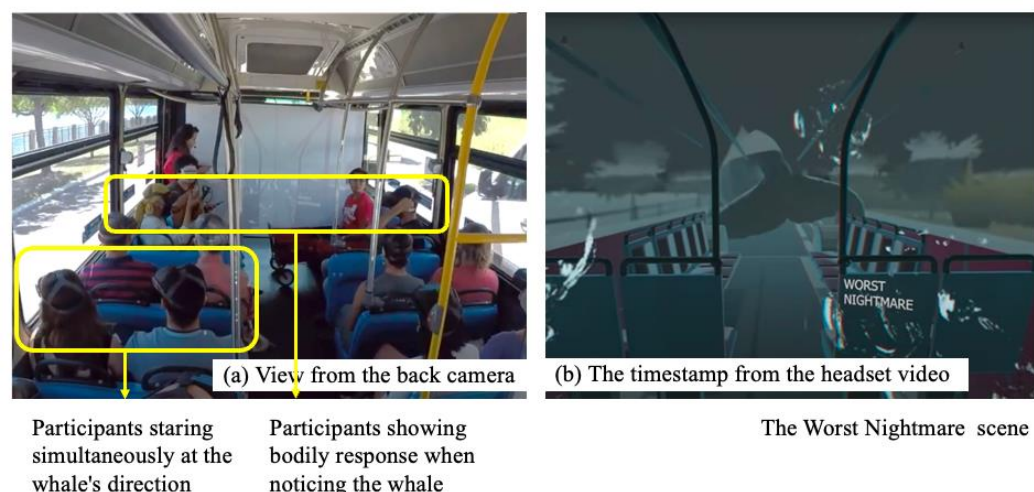 WORST
NIGHTMARE
(a) View from the back camera
(b) The timestamp from the headset video
Participants staring
simultaneously at the
whale's direction
Participants showing
bodily response when
noticing the whale
The Worst Nightmare scene